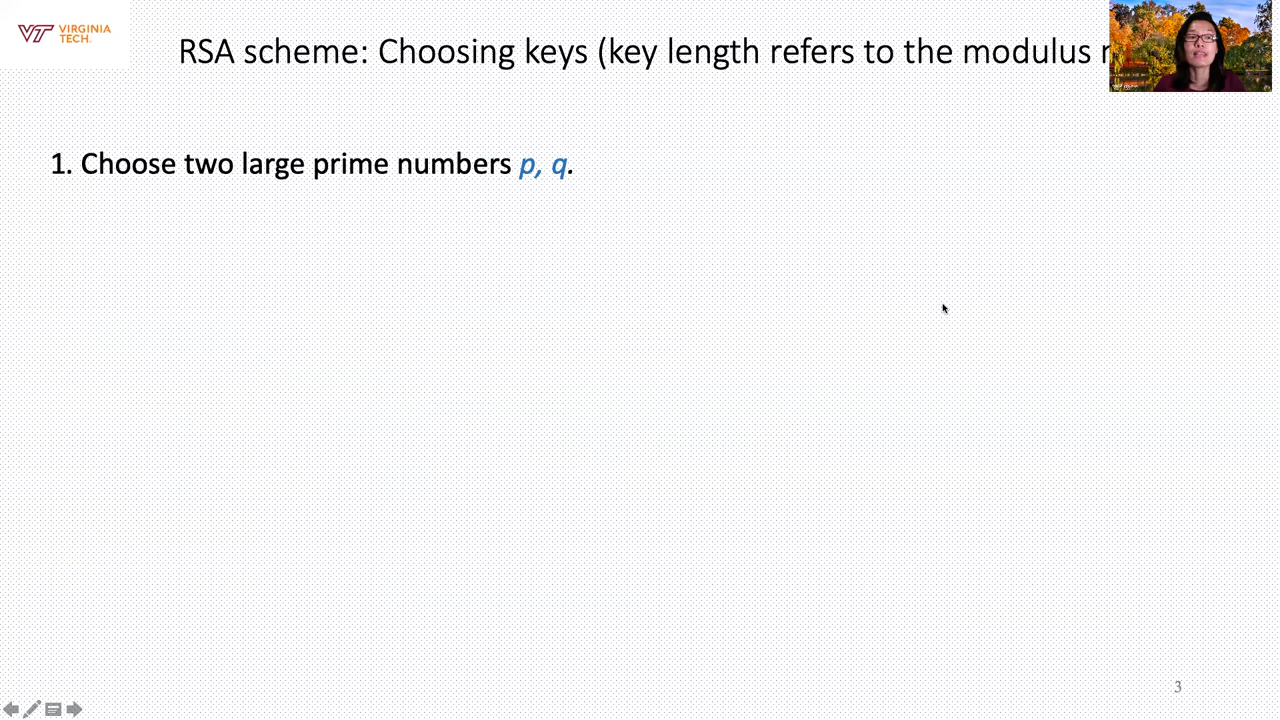 VT VIRGINIA
TECH.
RSA scheme: Choosing keys (key length refers to the modulus n
1. Choose two large prime numbers p, q.
3